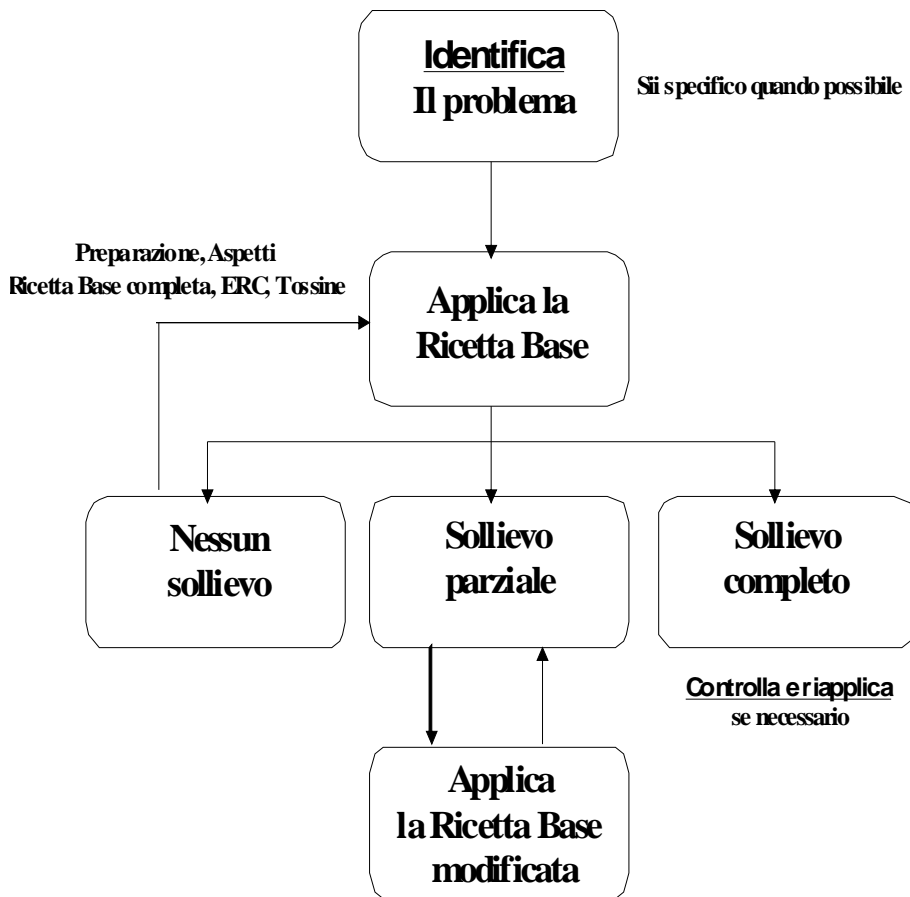 Identifica
Il problema
Sii specifico quando possibile
Preparazione, Aspetti
Ricetta Base completa, ERC, Tossine
Applica la
Ricetta Base
Nessun
sollievo
Sollievo
parziale
Sollievo
completo
Controlla e riapplica
se necessario
Applica
la Ricetta Base
modificata